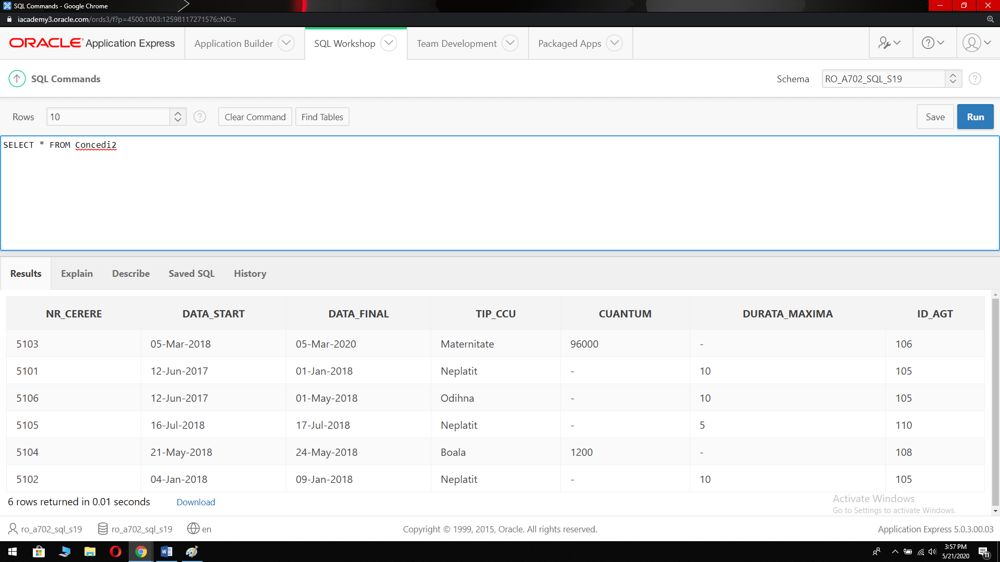 SQL Commands - Google Chrome
iacademy3.oracle.com/ords3/f?p=4500:1003:12598117271576::NO:::
ORACLE Application Express Application Builder SQL Workshop Team Development Packaged Apps
SQL Commands Schema RO_A702_SQL_S19
Rows 10 Clear Command Find Tables Save Run
SELECT * FROM Concedi2
Results Explain Describe Saved SQL History
NR_CERERE DATA_START DATA_FINAL TIP_CCU CUANTUM DURATA_MAXIMA ID_AGT
5103 05-Mar-2018 05-Mar-2020 Maternitate 96000 - 106
5101 12-Jun-2017 01-Jan-2018 Neplatit - 10 105
5106 12-Jun-2017 01-May-2018 Odihna - 10 105
5105 16-Jul-2018 17-Jul-2018 Neplatit - 5 110
5104 21-May-2018 24-May-2018 Boala 1200 - 108
5102 04-Jan-2018 09-Jan-2018 Neplatit - 10 105
6 rows returned in 0.01 seconds Download
Activate Windows
Go to Settings to activate Windows.
ro_a702_sql_s19 ro_a702_sql_s19 en Copyright © 1999, 2015, Oracle. All rights reserved. Application Express 5.0.3.00.03
3:57 PM
5/21/2020
11